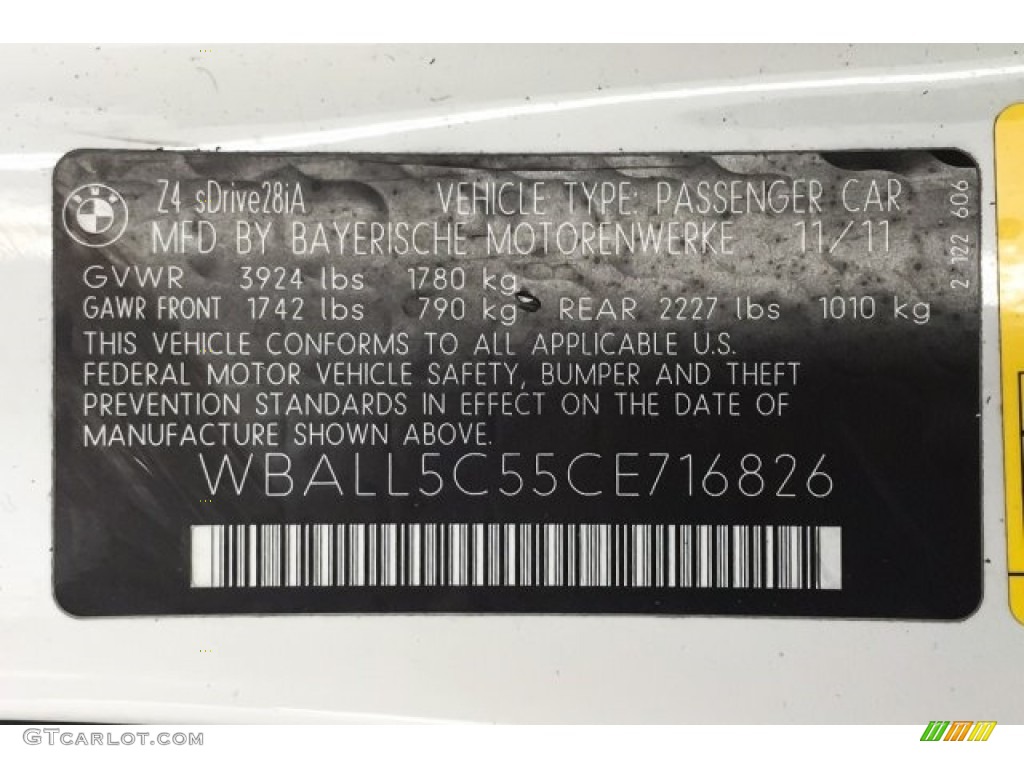 BMW
Z4 sDrive28iA VEHICLE TYPE: PASSENGER CAR
MFD BY BAYERISCHE MOTORENWERKE 11/11
GVWR 3924 lbs 1780 kg
GAWR FRONT 1742 lbs 790 kg REAR 2227 lbs 1010 kg
THIS VEHICLE CONFORMS TO ALL APPLICABLE U.S.
FEDERAL MOTOR VEHICLE SAFETY, BUMPER AND THEFT
PREVENTION STANDARDS IN EFFECT ON THE DATE OF
MANUFACTURE SHOWN ABOVE.
WBALL5C55CE716826
2 122 606
GTCARLOT.COM